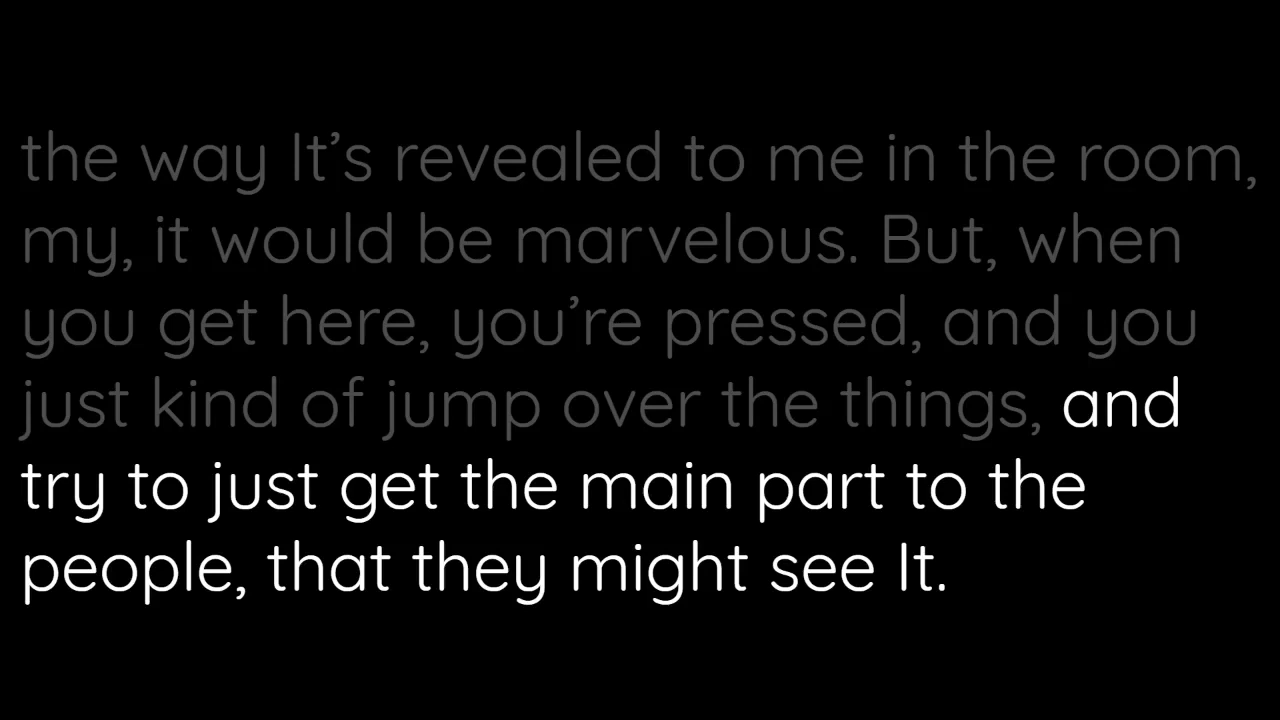 the way It’s revealed to me in the room,
my, it would be marvelous. But, when
you get here, you’re pressed, and you
just kind of jump over the things, and
try to just get the main part to the
people, that they might see It.